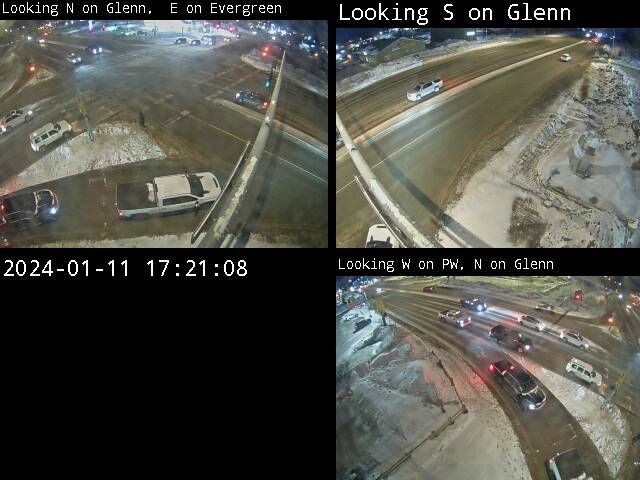 Looking N on Glenn, E on Evergreen
Looking S on Glenn
2024-01-11 17:21:08
Looking W on PW, N on Glenn